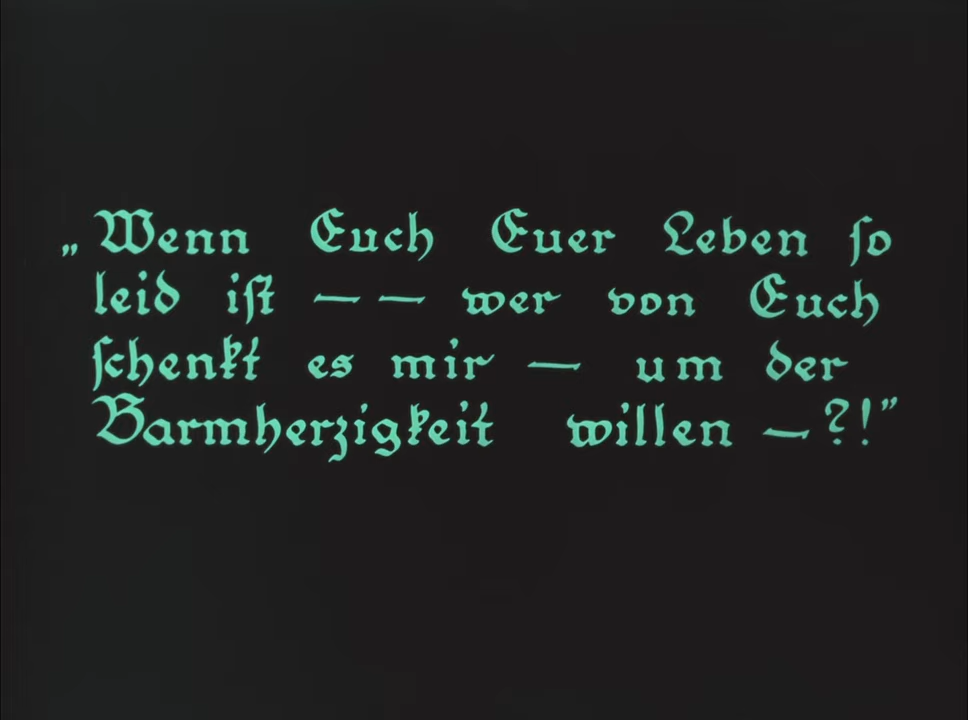 „Wenn Euch Euer Leben so
leid ist — — wer von Euch
schenkt es mir — um der
Barmherzigkeit willen —?!”